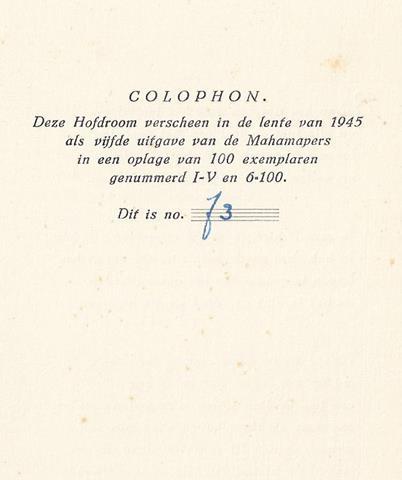 COLOPHON.
Deze Hofdroom verscheen in de lente van 1945
als vijfde uitgave van de Mahamapers
in een oplage van 100 exemplaren
genummerd I-V en 6-100.
Dit is no. 73